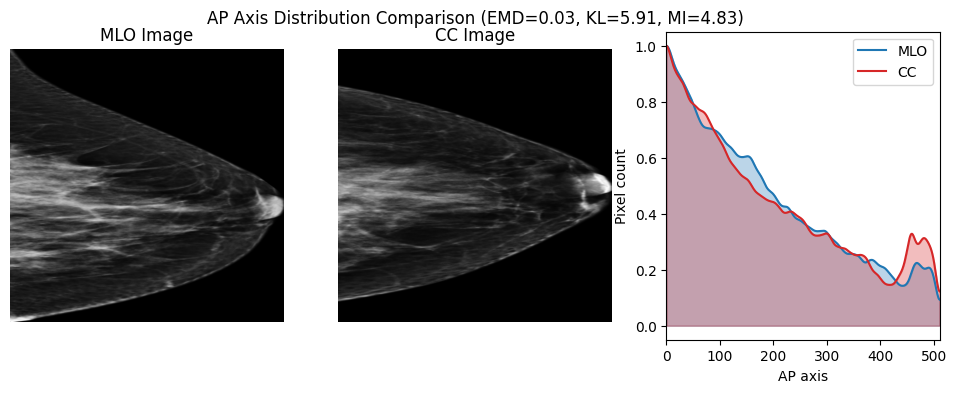 AP Axis Distribution Comparison (EMD=0.03, KL=5.91, MI=4.83)
MLO Image
CC Image
MLO
CC
Pixel count
1.0
0.8
0.6
0.4
0.2
0.0
0 100 200 300 400 500
AP axis